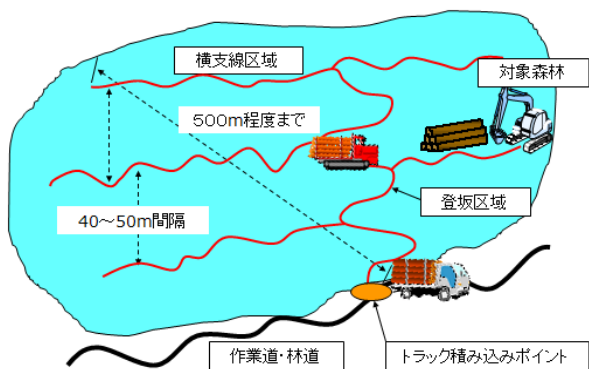 横支線区域
対象森林
500m程度まで
登坂区域
40～50m間隔
作業道・林道
トラック積み込みポイント